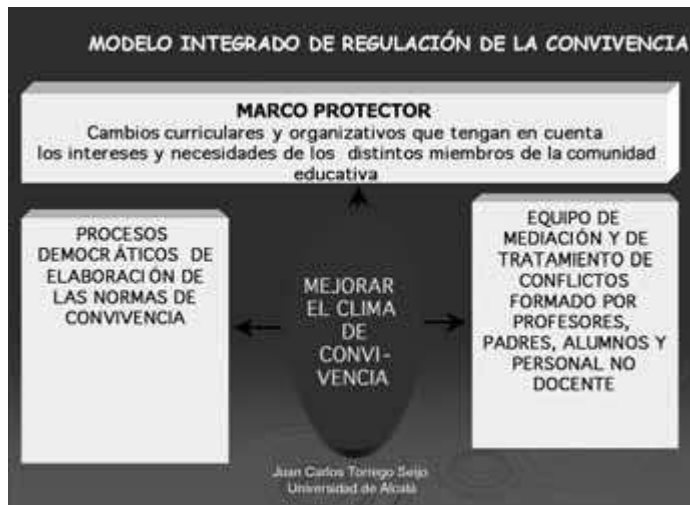 MODELO INTEGRADO DE REGULACIÓN DE LA CONVIVENCIA
MARCO PROTECTOR
Cambios curriculares y organizativos que tengan en cuenta
los intereses y necesidades de los distintos miembros de la comunidad
educativa
PROCESOS
DEMOCRÁTICOS DE
ELABORACIÓN DE
LAS NORMAS DE
CONVIVENCIA
MEJORAR
EL CLIMA
DE
CONVI-
VENCIA
EQUIPO DE
MEDIACIÓN Y DE
TRATAMIENTO DE
CONFLICTOS
FORMADO POR
PROFESORES,
PADRES, ALUMNOS Y
PERSONAL NO
DOCENTE
Juan Carlos Torrego Seijo
Universidad de Alcalá